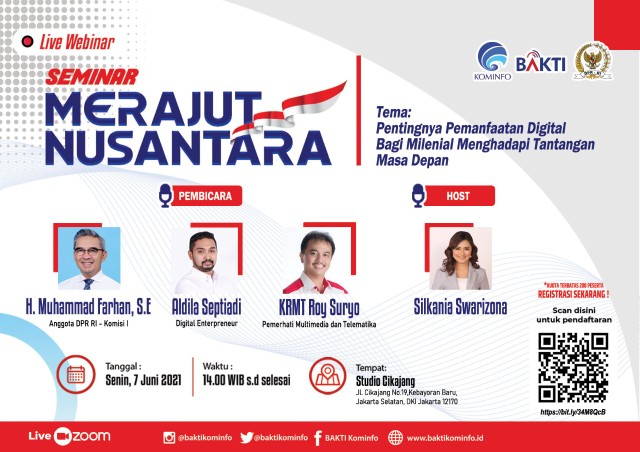 Live Webinar
SEMINAR
MERAJUT
NUSANTARA
KOMINFO
BAKTI
DPR - RI
Tema:
Pentingnya Pemanfaatan Digital
Bagi Milenial Menghadapi Tantangan
Masa Depan
PEMBICARA
HOST
H. Muhammad Farhan, S.E
Anggota DPR RI - Komisi I
Aldila Septiadi
Digital Enterpreneur
KRMT Roy Suryo
Pemerhati Multimedia dan Telematika
Silkania Swarizona
*KUOTA TERBATAS 200 PESERTA
REGISTRASI SEKARANG !
Scan disini
untuk pendaftaran
https://bit.ly/34M8QcB
Tanggal :
Senin, 7 Juni 2021
Waktu :
14.00 WIB s.d selesai
Tempat:
Studio Cikajang
Jl. Cikajang No.19,Kebayoran Baru,
Jakarta Selatan, DKI Jakarta 12170
Live zoom
@baktikominfo
@baktikominfo
BAKTI Kominfo
www.baktikominfo.id